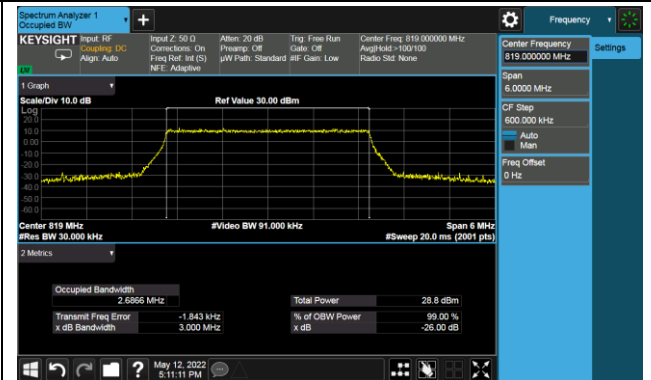 Spectrum Analyzer 1
Occupied BW
+
Frequency
KEYSIGHT
Input: RF
Coupling: DC
Align: Auto
Input Z: 50 Ω
Corrections: On
Freq Ref: Int (S)
NFE: Adaptive
Atten: 20 dB
Preamp: Off
µW Path: Standard
Trig: Free Run
Gate: Off
#IF Gain: Low
Center Freq: 819.000000 MHz
Avg|Hold:>100/100
Radio Std: None
Center Frequency
819.000000 MHz
Settings
Span
6.0000 MHz
CF Step
600.000 kHz
Auto
Man
Freq Offset
0 Hz
1 Graph
Scale/Div 10.0 dB
Ref Value 30.00 dBm
Log
20.0
10.0
0.00
-10.0
-20.0
-30.0
-40.0
-50.0
-60.0
Center 819 MHz
#Video BW 91.000 kHz
Span 6 MHz
#Res BW 30.000 kHz
#Sweep 20.0 ms (2001 pts)
2 Metrics
Occupied Bandwidth
2.6866 MHz
Total Power 28.8 dBm
Transmit Freq Error -1.843 kHz
% of OBW Power 99.00 %
x dB Bandwidth 3.000 MHz
x dB -26.00 dB
?
May 12, 2022
5:11:11 PM